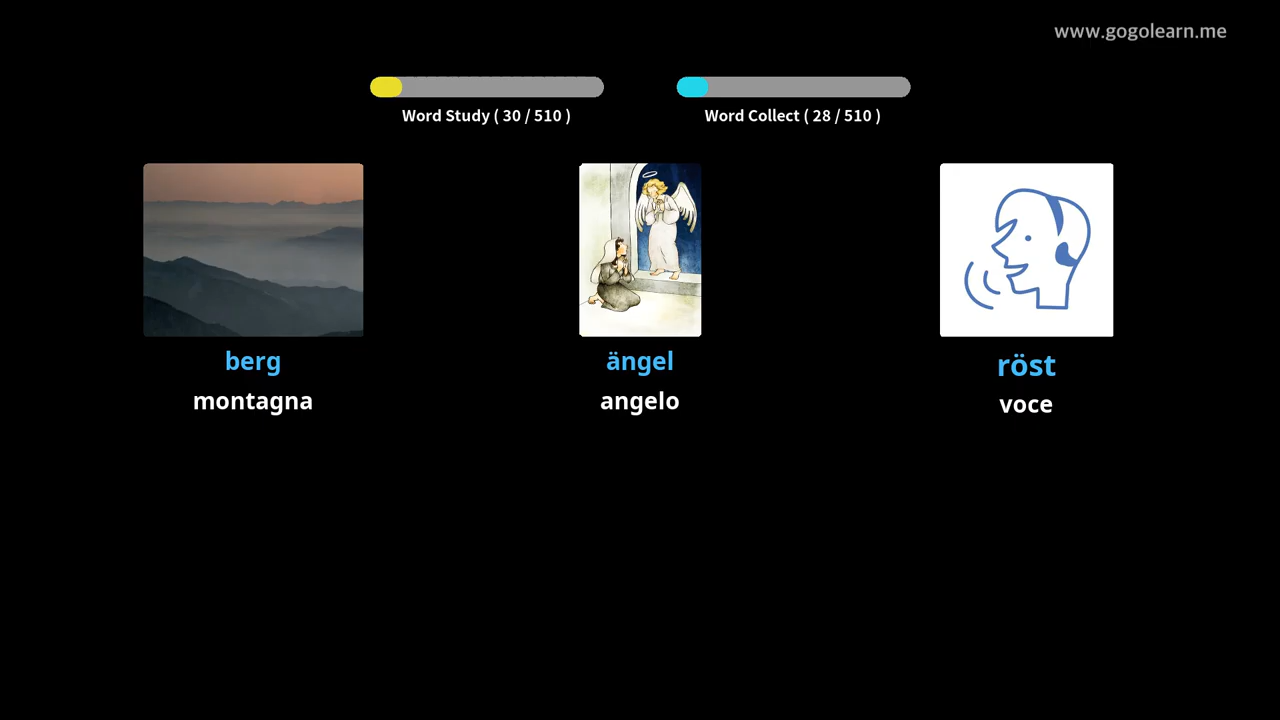 www.gogolearn.me
Word Study ( 30 / 510 )
Word Collect ( 28 / 510 )
berg
montagna
ängel
angelo
röst
voce